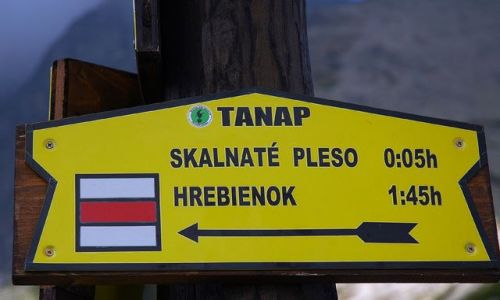 TANAP
SKALNATÉ PLESO 0:05h
HREBIENOK 1:45h